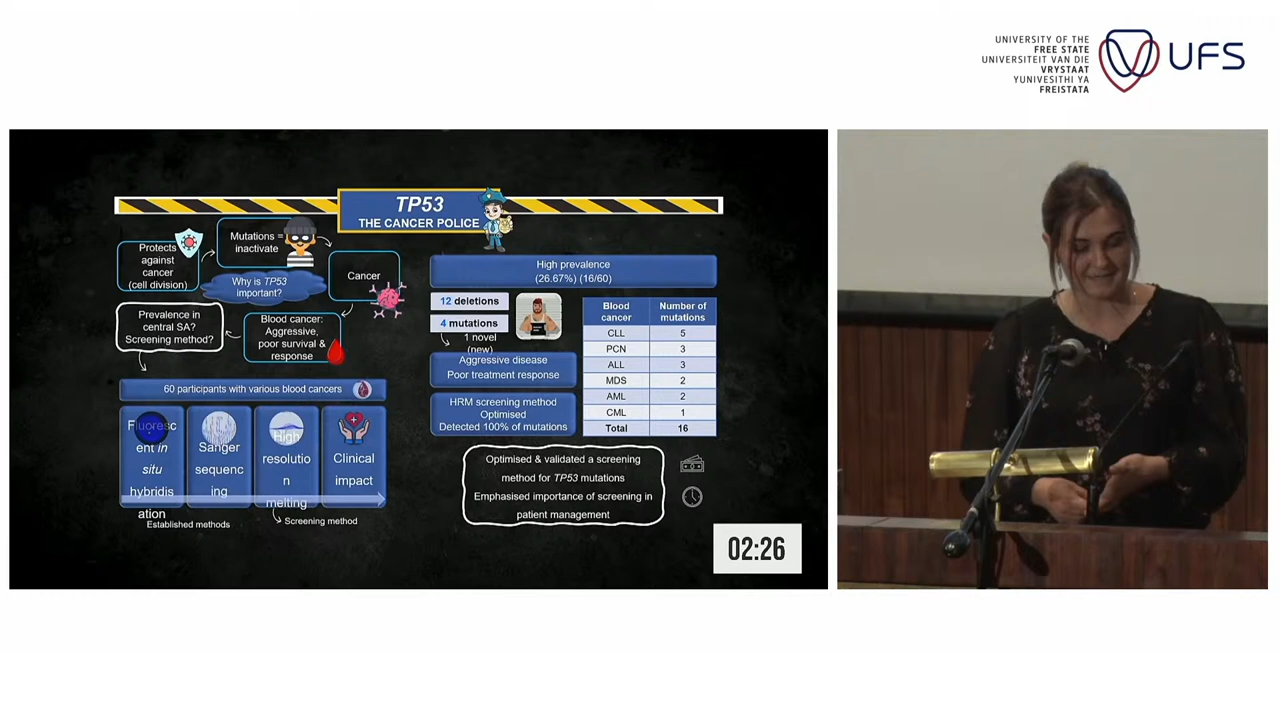 UNIVERSITY OF THE
FREE STATE
UNIVERSITEIT VAN DIE
VRYSTAAT
YUNIVESITHI YA
FREISTATA
UFS
TP53
THE CANCER POLICE
Protects
against
cancer
(cell division)
Mutations =
inactivate
Cancer
Why is TP53
important?
Prevalence in
central SA?
Screening method?
Blood cancer:
Aggressive,
poor survival &
response
60 participants with various blood cancers
Fluoresc
ent in
situ
hybridis
ation
Sanger
sequenc
ing
High
resolutio
n
melting
Clinical
impact
Established methods
Screening method
High prevalence
(26.67%) (16/60)
12 deletions
4 mutations
1 novel
(new)
Aggressive disease
Poor treatment response
HRM screening method
Optimised
Detected 100% of mutations
Blood cancer Number of mutations
CLL 5
PCN 3
ALL 3
MDS 2
AML 2
CML 1
Total 16
Optimised & validated a screening
method for TP53 mutations
Emphasised importance of screening in
patient management
02:26